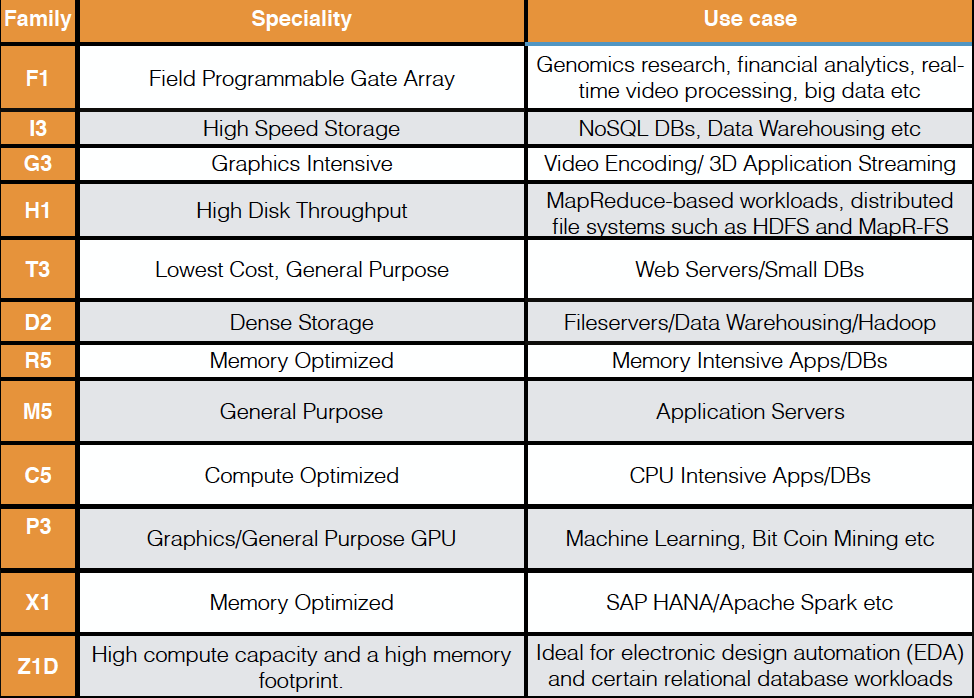 Family Speciality Use case
F1 Field Programmable Gate Array Genomics research, financial analytics, real-
time video processing, big data etc
I3 High Speed Storage NoSQL DBs, Data Warehousing etc
G3 Graphics Intensive Video Encoding/ 3D Application Streaming
H1 High Disk Throughput MapReduce-based workloads, distributed
file systems such as HDFS and MapR-FS
T3 Lowest Cost, General Purpose Web Servers/Small DBs
D2 Dense Storage Fileservers/Data Warehousing/Hadoop
R5 Memory Optimized Memory Intensive Apps/DBs
M5 General Purpose Application Servers
C5 Compute Optimized CPU Intensive Apps/DBs
P3 Graphics/General Purpose GPU Machine Learning, Bit Coin Mining etc
X1 Memory Optimized SAP HANA/Apache Spark etc
Z1D High compute capacity and a high memory
footprint. Ideal for electronic design automation (EDA)
and certain relational database workloads